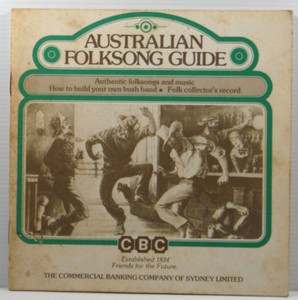 AUSTRALIAN
FOLKSONG GUIDE
Authentic folksongs and music
How to build your own bush band • Folk collector's record
CBC
Established 1834
Friends for the Future.
THE COMMERCIAL BANKING COMPANY OF SYDNEY LIMITED